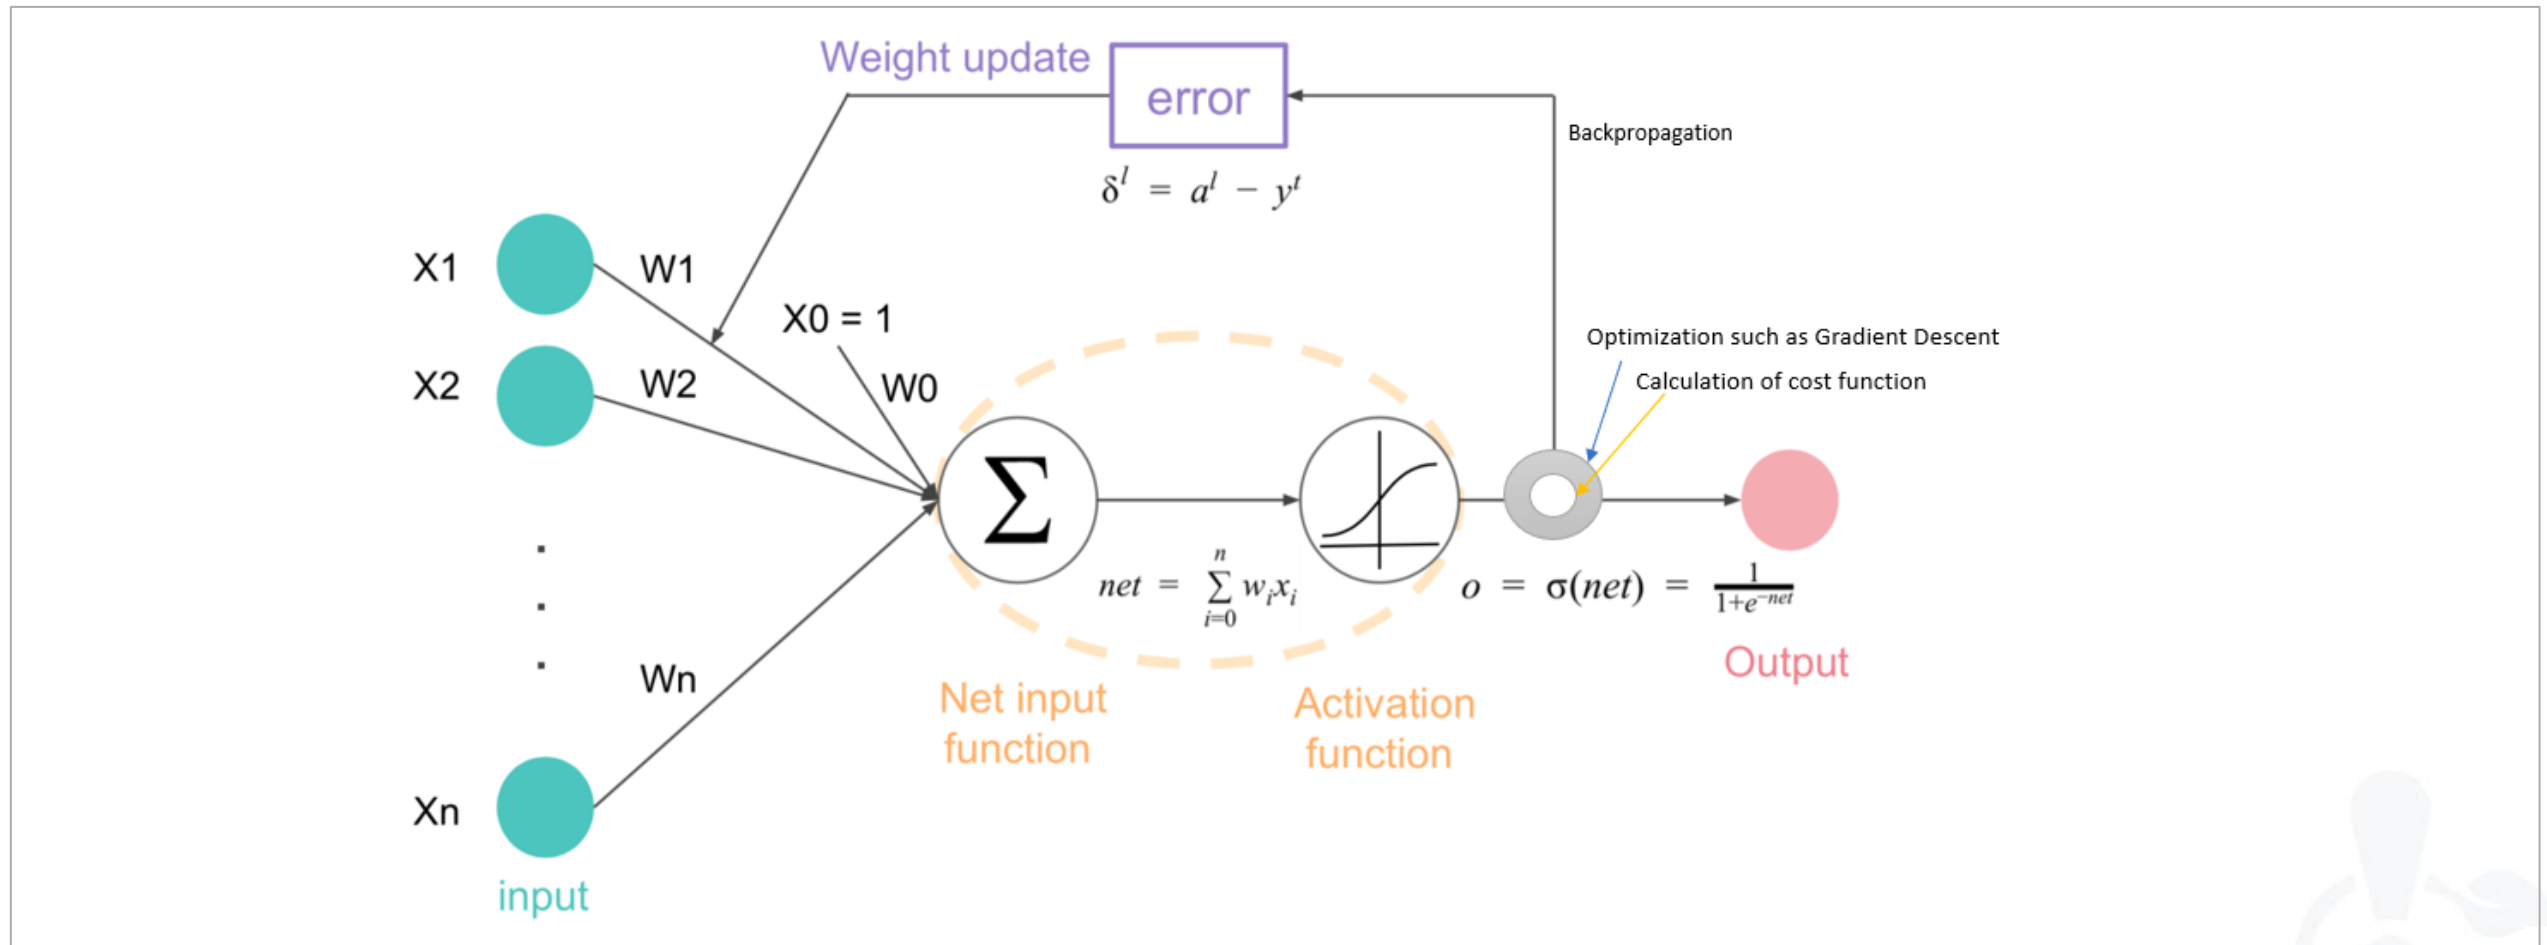 Weight update
error
Backpropagation
δ^l = a^l − y^t
X1
W1
X0 = 1
Optimization such as Gradient Descent
X2
W2
W0
Calculation of cost function
Σ
.
.
.
net = Σ_{i=0}^{n} w_i x_i
o = σ(net) = 1/(1+e^{−net})
Wn
Output
Net input
function
Activation
function
Xn
input